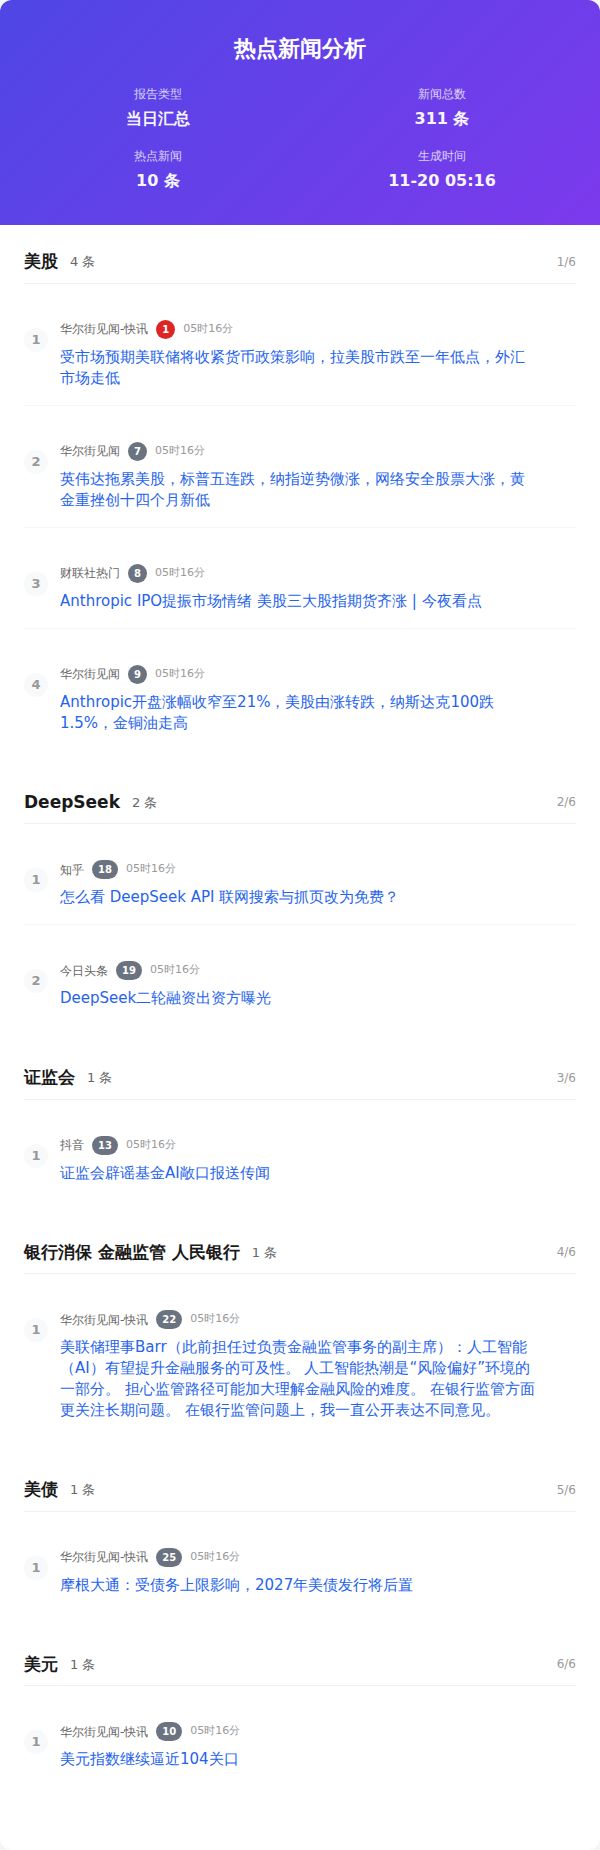 热点新闻分析
报告类型
新闻总数
当日汇总
311 条
热点新闻
生成时间
10 条
11-20 05:16
美股 4 条 1/6
1
华尔街见闻-快讯 1 05时16分
受市场预期美联储将收紧货币政策影响，拉美股市跌至一年低点，外汇
市场走低
2
华尔街见闻 7 05时16分
英伟达拖累美股，标普五连跌，纳指逆势微涨，网络安全股票大涨，黄
金重挫创十四个月新低
3
财联社热门 8 05时16分
Anthropic IPO提振市场情绪 美股三大股指期货齐涨 | 今夜看点
4
华尔街见闻 9 05时16分
Anthropic开盘涨幅收窄至21%，美股由涨转跌，纳斯达克100跌
1.5%，金铜油走高
DeepSeek 2 条 2/6
1
知乎 18 05时16分
怎么看 DeepSeek API 联网搜索与抓页改为免费？
2
今日头条 19 05时16分
DeepSeek二轮融资出资方曝光
证监会 1 条 3/6
1
抖音 13 05时16分
证监会辟谣基金AI敞口报送传闻
银行消保 金融监管 人民银行 1 条 4/6
1
华尔街见闻-快讯 22 05时16分
美联储理事Barr（此前担任过负责金融监管事务的副主席）：人工智能
（AI）有望提升金融服务的可及性。 人工智能热潮是“风险偏好”环境的
一部分。 担心监管路径可能加大理解金融风险的难度。 在银行监管方面
更关注长期问题。 在银行监管问题上，我一直公开表达不同意见。
美债 1 条 5/6
1
华尔街见闻-快讯 25 05时16分
摩根大通：受债务上限影响，2027年美债发行将后置
美元 1 条 6/6
1
华尔街见闻-快讯 10 05时16分
美元指数继续逼近104关口